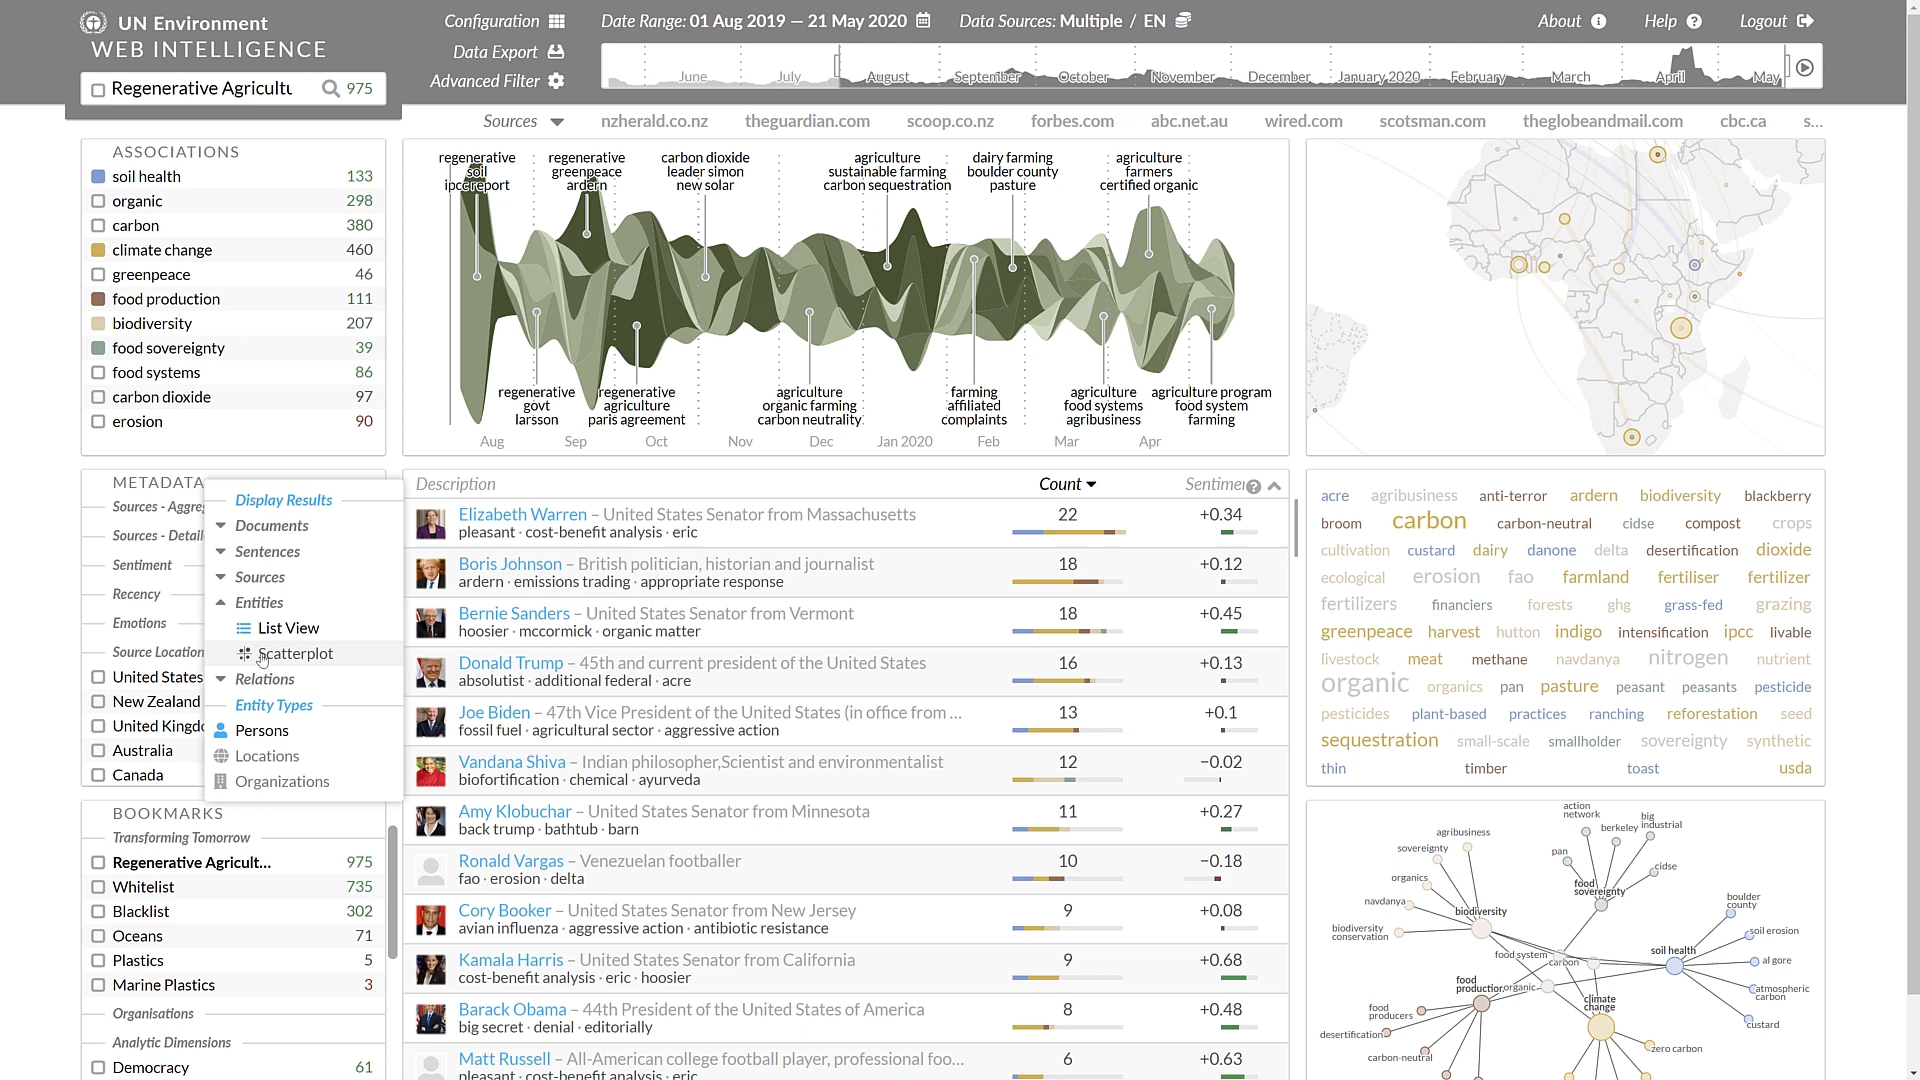 UN Environment
WEB INTELLIGENCE
Regenerative Agricultu 975
Configuration
Data Export
Advanced Filter
Date Range: 01 Aug 2019 — 21 May 2020
Data Sources: Multiple / EN
About
Help
Logout
June July August September October November December January 2020 February March April May
Sources nzherald.co.nz theguardian.com scoop.co.nz forbes.com abc.net.au wired.com scotsman.com theglobeandmail.com cbc.ca s...
ASSOCIATIONS
soil health 133
organic 298
carbon 380
climate change 460
greenpeace 46
food production 111
biodiversity 207
food sovereignty 39
food systems 86
carbon dioxide 97
erosion 90
regenerative
soil
ipcc report
regenerative
greenpeace
ardern
carbon dioxide
leader simon
new solar
agriculture
sustainable farming
carbon sequestration
dairy farming
boulder county
pasture
agriculture
farmers
certified organic
regenerative
govt
larsson
regenerative
agriculture
paris agreement
agriculture
organic farming
carbon neutrality
farming
affiliated
complaints
agriculture
food systems
agribusiness
agriculture program
food system
farming
Aug Sep Oct Nov Dec Jan 2020 Feb Mar Apr
METADATA
Sources - Aggre
Sources - Detail
Sentiment
Recency
Emotions
Source Location
United States
New Zealand
United Kingdo
Australia
Canada
Display Results
Documents
Sentences
Sources
Entities
List View
Scatterplot
Relations
Entity Types
Persons
Locations
Organizations
BOOKMARKS
Transforming Tomorrow
Regenerative Agricult... 975
Whitelist 735
Blacklist 302
Oceans 71
Plastics 5
Marine Plastics 3
Organisations
Analytic Dimensions
Democracy 61
Description Count Sentimen
Elizabeth Warren – United States Senator from Massachusetts 22 +0.34
pleasant · cost-benefit analysis · eric
Boris Johnson – British politician, historian and journalist 18 +0.12
ardern · emissions trading · appropriate response
Bernie Sanders – United States Senator from Vermont 18 +0.45
hoosier · mccormick · organic matter
Donald Trump – 45th and current president of the United States 16 +0.13
absolutist · additional federal · acre
Joe Biden – 47th Vice President of the United States (in office from ... 13 +0.1
fossil fuel · agricultural sector · aggressive action
Vandana Shiva – Indian philosopher,Scientist and environmentalist 12 −0.02
biofortification · chemical · ayurveda
Amy Klobuchar – United States Senator from Minnesota 11 +0.27
back trump · bathtub · barn
Ronald Vargas – Venezuelan footballer 10 −0.18
fao · erosion · delta
Cory Booker – United States Senator from New Jersey 9 +0.08
avian influenza · aggressive action · antibiotic resistance
Kamala Harris – United States Senator from California 9 +0.68
cost-benefit analysis · eric · hoosier
Barack Obama – 44th President of the United States of America 8 +0.48
big secret · denial · editorially
Matt Russell – All-American college football player, professional foo... 6 +0.63
pleasant · cost-benefit analysis · eric
acre agribusiness anti-terror ardern biodiversity blackberry
broom carbon carbon-neutral cidse compost crops
cultivation custard dairy danone delta desertification dioxide
ecological erosion fao farmland fertiliser fertilizer
fertilizers financiers forests ghg grass-fed grazing
greenpeace harvest hutton indigo intensification ipcc livable
livestock meat methane navdanya nitrogen nutrient
organic organics pan pasture peasant peasants pesticide
pesticides plant-based practices ranching reforestation seed
sequestration small-scale smallholder sovereignty synthetic
thin timber toast usda
action
network
berkeley
big
industrial
agribusiness
sovereignty
pan
cidse
organics
food
sovereignty
navdanya
biodiversity
boulder
county
biodiversity
conservation
soil erosion
food system
carbon
soil health
al gore
food
production
organic
climate
change
atmospheric
carbon
food
producers
custard
desertification
zero carbon
carbon-neutral